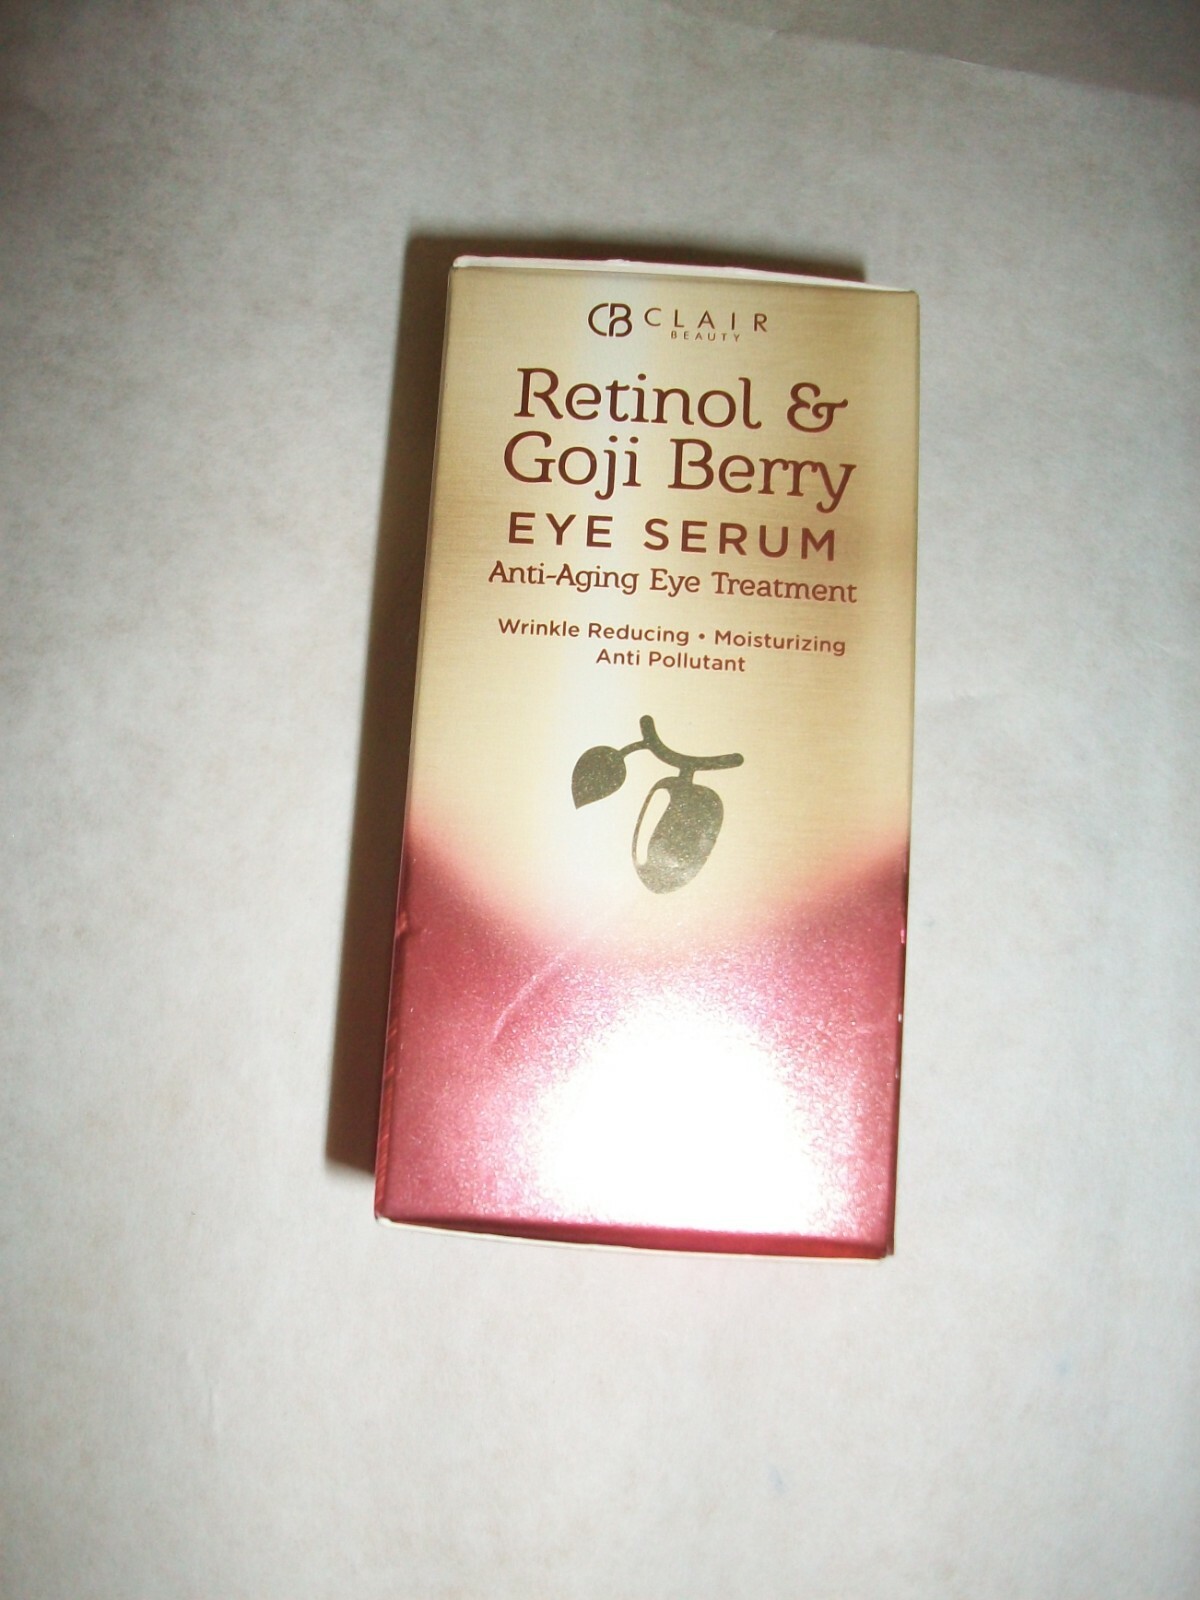 CB CLAIR
BEAUTY
Retinol &
Goji Berry
EYE SERUM
Anti-Aging Eye Treatment
Wrinkle Reducing • Moisturizing
Anti Pollutant